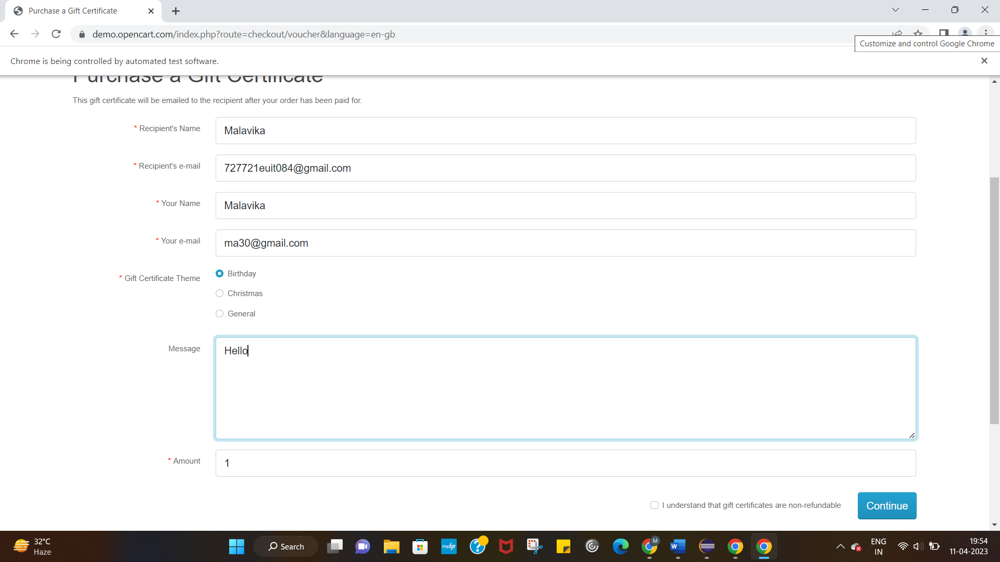 Purchase a Gift Certificate
demo.opencart.com/index.php?route=checkout/voucher&language=en-gb
Customize and control Google Chrome
Chrome is being controlled by automated test software.
Purchase a Gift Certificate
This gift certificate will be emailed to the recipient after your order has been paid for.
* Recipient's Name Malavika
* Recipient's e-mail 727721euit084@gmail.com
* Your Name Malavika
* Your e-mail ma30@gmail.com
* Gift Certificate Theme Birthday
Christmas
General
Message Hello
* Amount 1
I understand that gift certificates are non-refundable Continue
32°C
Haze
Search
myhp
M
W
ENG
IN
19:54
11-04-2023